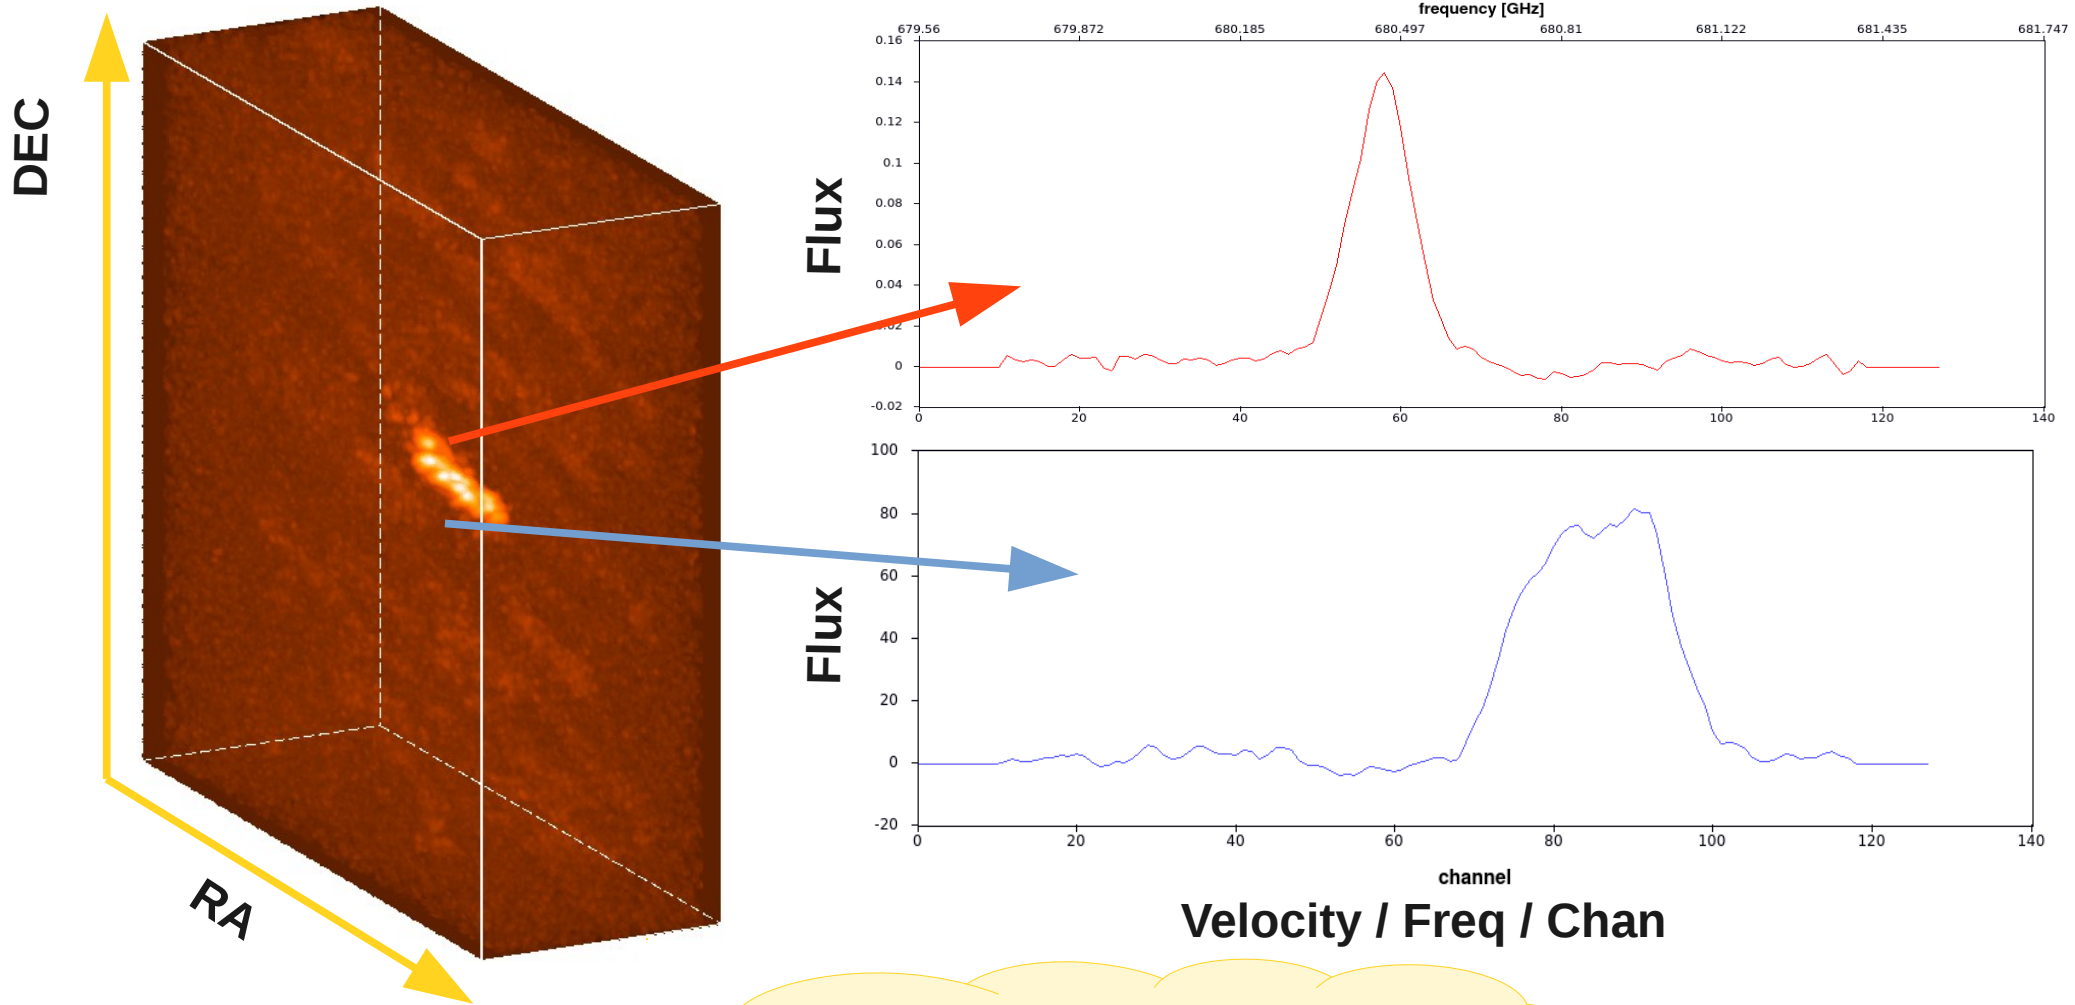 DEC
RA
frequency [GHz]
679.56 679.872 680.185 680.497 680.81 681.122 681.435 681.747
Flux
0.16
0.14
0.12
0.1
0.08
0.06
0.04
0
-0.02
0 20 40 60 80 100 120 140
Flux
100
80
60
40
20
0
-20
0 20 40 60 80 100 120 140
channel
Velocity / Freq / Chan